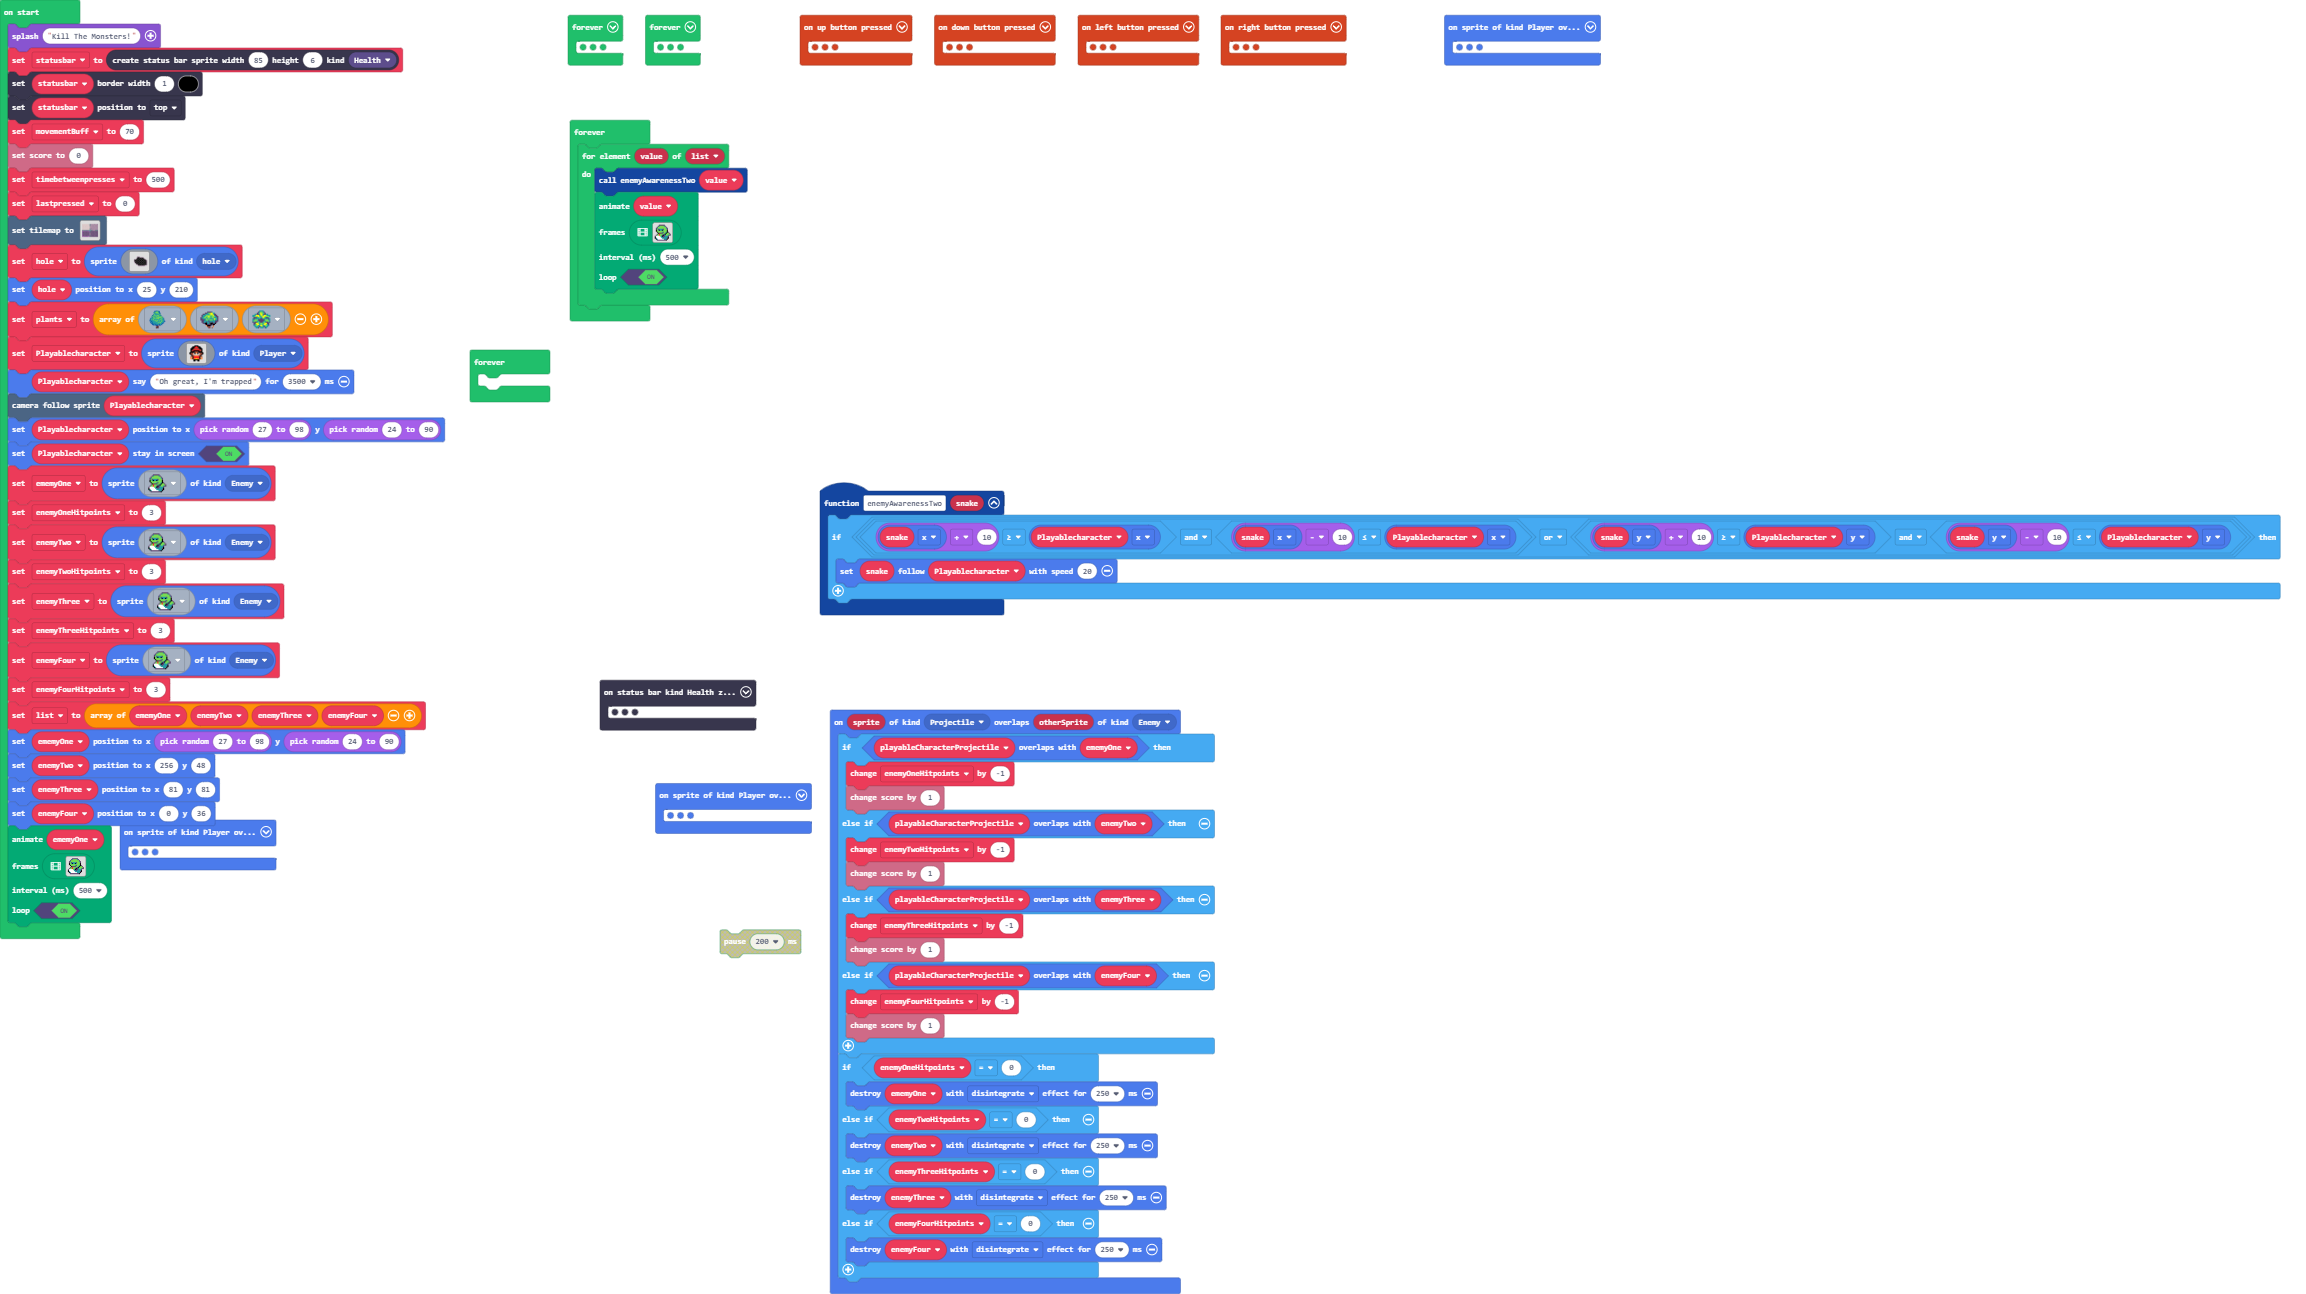 on start
splash "Kill The Monsters!"
set statusbar to create status bar sprite width 85 height 6 kind Health
set statusbar border width 1
set statusbar position to top
set movementBuff to 70
set score to 0
set timebetweenpresses to 500
set lastpressed to 0
set tilemap to
set hole to sprite of kind hole
set hole position to x 25 y 210
set plants to array of
set Playablecharacter to sprite of kind Player
Playablecharacter say "Oh great, I'm trapped" for 3500 ms
camera follow sprite Playablecharacter
set Playablecharacter position to x pick random 27 to 98 y pick random 24 to 90
set Playablecharacter stay in screen ON
set ememyOne to sprite of kind Enemy
set enemyOneHitpoints to 3
set enemyTwo to sprite of kind Enemy
set enemyTwoHitpoints to 3
set enemyThree to sprite of kind Enemy
set enemyThreeHitpoints to 3
set enemyFour to sprite of kind Enemy
set enemyFourHitpoints to 3
set list to array of ememyOne enemyTwo enemyThree enemyFour
set ememyOne position to x pick random 27 to 98 y pick random 24 to 90
set enemyTwo position to x 256 y 48
set enemyThree position to x 81 y 81
set enemyFour position to x 0 y 36
animate ememyOne
frames
interval (ms) 500
loop ON
on sprite of kind Player ov...
forever
forever
on up button pressed
on down button pressed
on left button pressed
on right button pressed
on sprite of kind Player ov...
forever
for element value of list
do call enemyAwarenessTwo value
animate value
frames
interval (ms) 500
loop ON
forever
function enemyAwarenessTwo snake
if snake x + 10 ≥ Playablecharacter x and snake x - 10 ≤ Playablecharacter x or snake y + 10 ≥ Playablecharacter y and snake y - 10 ≤ Playablecharacter y then
set snake follow Playablecharacter with speed 20
on status bar kind Health z...
on sprite of kind Player ov...
pause 200 ms
on sprite of kind Projectile overlaps otherSprite of kind Enemy
if playableCharacterProjectile overlaps with ememyOne then
change enemyOneHitpoints by -1
change score by 1
else if playableCharacterProjectile overlaps with enemyTwo then
change enemyTwoHitpoints by -1
change score by 1
else if playableCharacterProjectile overlaps with enemyThree then
change enemyThreeHitpoints by -1
change score by 1
else if playableCharacterProjectile overlaps with enemyFour then
change enemyFourHitpoints by -1
change score by 1
if enemyOneHitpoints = 0 then
destroy ememyOne with disintegrate effect for 250 ms
else if enemyTwoHitpoints = 0 then
destroy enemyTwo with disintegrate effect for 250 ms
else if enemyThreeHitpoints = 0 then
destroy enemyThree with disintegrate effect for 250 ms
else if enemyFourHitpoints = 0 then
destroy enemyFour with disintegrate effect for 250 ms